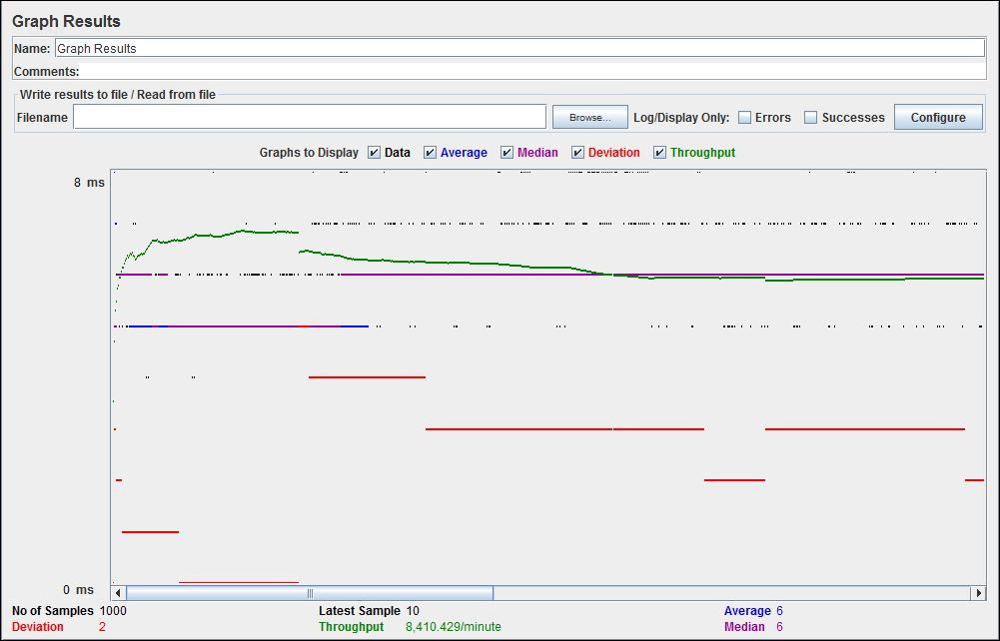 Graph Results
Name: Graph Results
Comments:
Write results to file / Read from file
Filename Browse... Log/Display Only: Errors Successes Configure
Graphs to Display Data Average Median Deviation Throughput
8 ms
0 ms
No of Samples 1000 Latest Sample 10 Average 6
Deviation 2 Throughput 8,410.429/minute Median 6